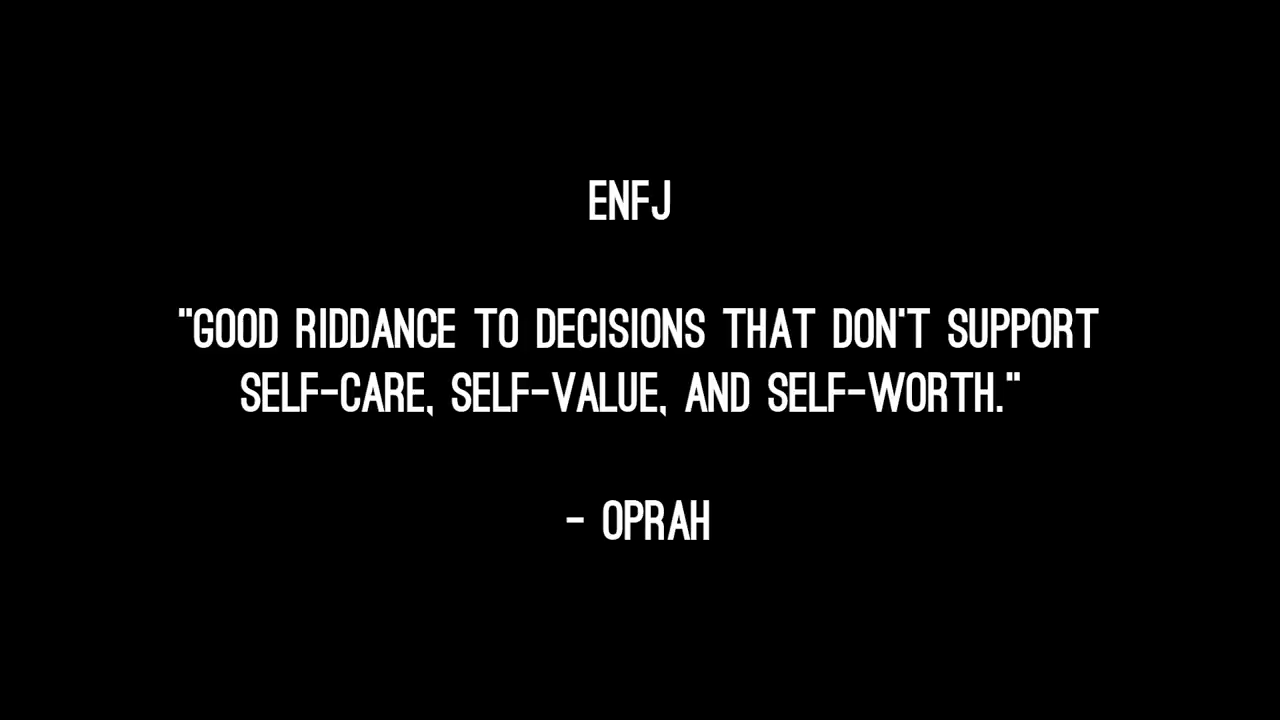 ENFJ
"GOOD RIDDANCE TO DECISIONS THAT DON'T SUPPORT
SELF-CARE, SELF-VALUE, AND SELF-WORTH."
- OPRAH